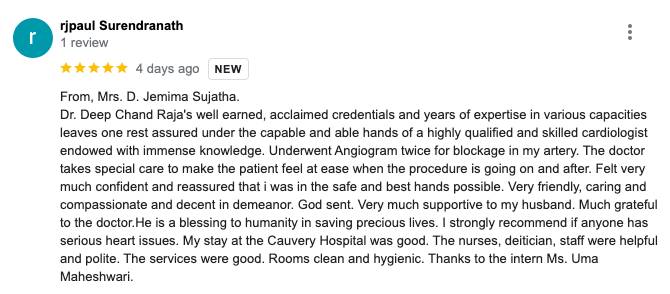 r
rjpaul Surendranath
1 review
4 days ago NEW
From, Mrs. D. Jemima Sujatha.
Dr. Deep Chand Raja's well earned, acclaimed credentials and years of expertise in various capacities
leaves one rest assured under the capable and able hands of a highly qualified and skilled cardiologist
endowed with immense knowledge. Underwent Angiogram twice for blockage in my artery. The doctor
takes special care to make the patient feel at ease when the procedure is going on and after. Felt very
much confident and reassured that i was in the safe and best hands possible. Very friendly, caring and
compassionate and decent in demeanor. God sent. Very much supportive to my husband. Much grateful
to the doctor.He is a blessing to humanity in saving precious lives. I strongly recommend if anyone has
serious heart issues. My stay at the Cauvery Hospital was good. The nurses, deitician, staff were helpful
and polite. The services were good. Rooms clean and hygienic. Thanks to the intern Ms. Uma
Maheshwari.